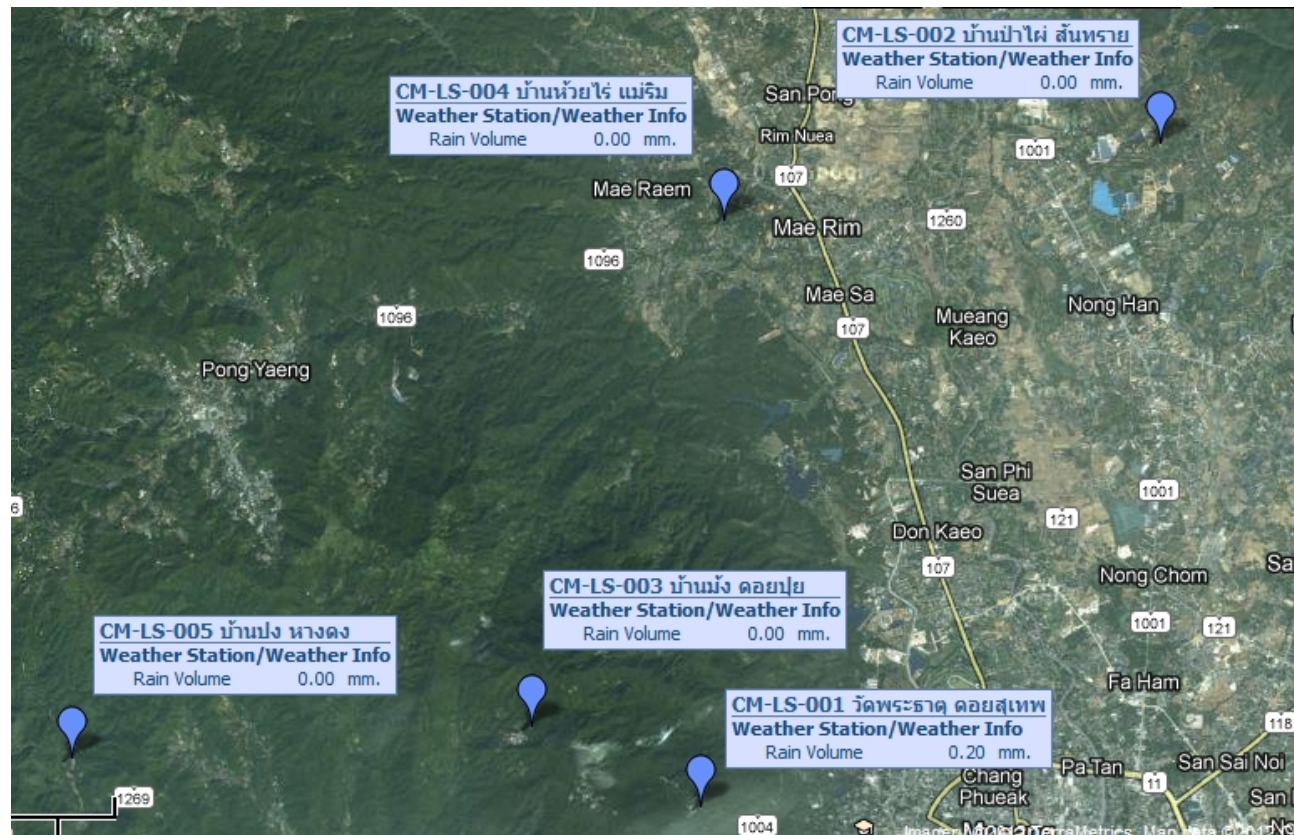 CM-LS-002 บ้านป่าไผ่ สันทราย
Weather Station/Weather Info
Rain Volume 0.00 mm.
CM-LS-004 บ้านห้วยไร่ แม่ริม
Weather Station/Weather Info
Rain Volume 0.00 mm.
San Pong
Rim Nuea
1001
107
Mae Raem
Mae Rim
1260
1096
Mae Sa
Nong Han
1096
107
Mueang
Kaeo
Pong Yaeng
San Phi
Suea
1001
6
121
Don Kaeo
107
Nong Chom
Sa
CM-LS-003 บ้านม้ง ดอยปุย
Weather Station/Weather Info
Rain Volume 0.00 mm.
CM-LS-005 บ้านปง หางดง
Weather Station/Weather Info
Rain Volume 0.00 mm.
1001
121
Fa Ham
CM-LS-001 วัดพระธาตุ ดอยสุเทพ
Weather Station/Weather Info
Rain Volume 0.20 mm.
118
Pa Tan
San Sai Noi
Chang
Phueak
11
1269
San
1004